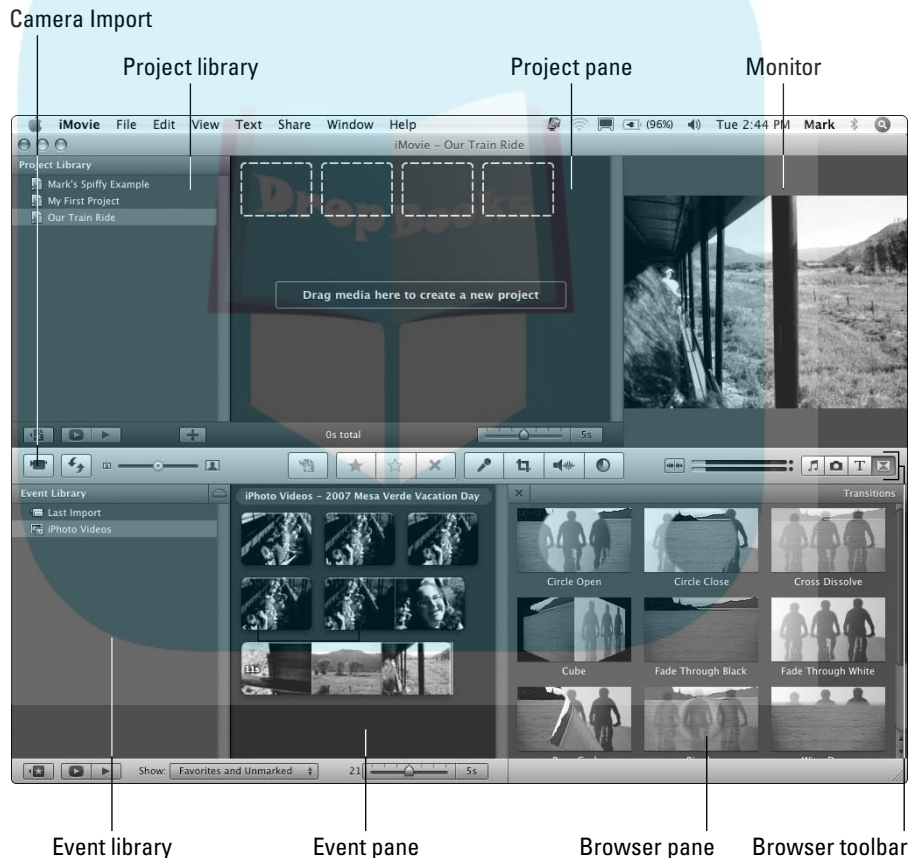 Camera Import
Project library
Project pane
Monitor
iMovie File Edit View Text Share Window Help (96%) Tue 2:44 PM Mark
iMovie – Our Train Ride
Project Library
Mark's Spiffy Example
My First Project
Our Train Ride
Drop Books
Drag media here to create a new project
0s total
5s
T
Event Library
Last Import
iPhoto Videos
iPhoto Videos – 2007 Mesa Verde Vacation Day
11s
Transitions
Circle Open
Circle Close
Cross Dissolve
Cube
Fade Through Black
Fade Through White
Show: Favorites and Unmarked
21
5s
Event library
Event pane
Browser pane
Browser toolbar